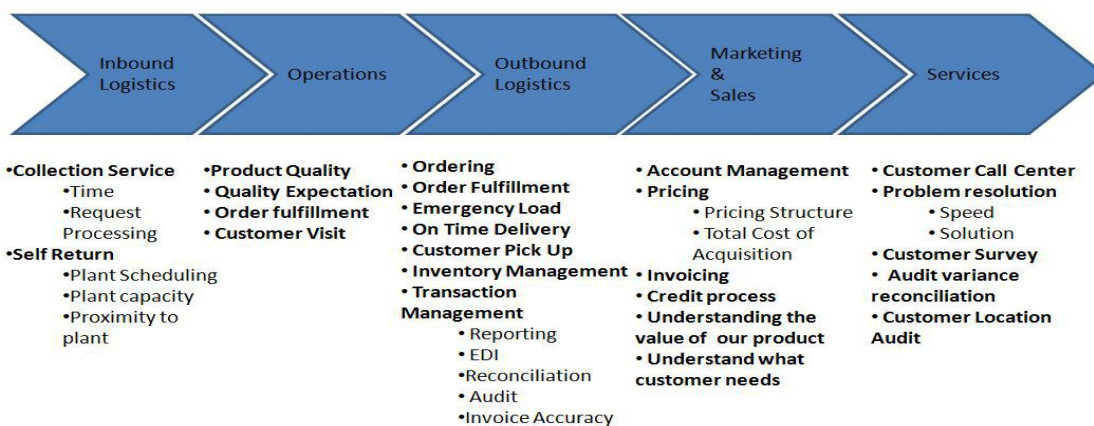 Inbound
Logistics
Operations
Outbound
Logistics
Marketing
&
Sales
Services
•Collection Service
•Time
•Request
Processing
•Self Return
•Plant Scheduling
•Plant capacity
•Proximity to
plant
•Product Quality
• Quality Expectation
• Order fulfillment
• Customer Visit
• Ordering
• Order Fulfillment
• Emergency Load
• On Time Delivery
• Customer Pick Up
• Inventory Management
• Transaction
Management
• Reporting
• EDI
•Reconciliation
• Audit
•Invoice Accuracy
• Account Management
• Pricing
• Pricing Structure
• Total Cost of
Acquisition
• Invoicing
• Credit process
• Understanding the
value of our product
• Understand what
customer needs
• Customer Call Center
• Problem resolution
• Speed
• Solution
• Customer Survey
• Audit variance
reconciliation
• Customer Location
Audit